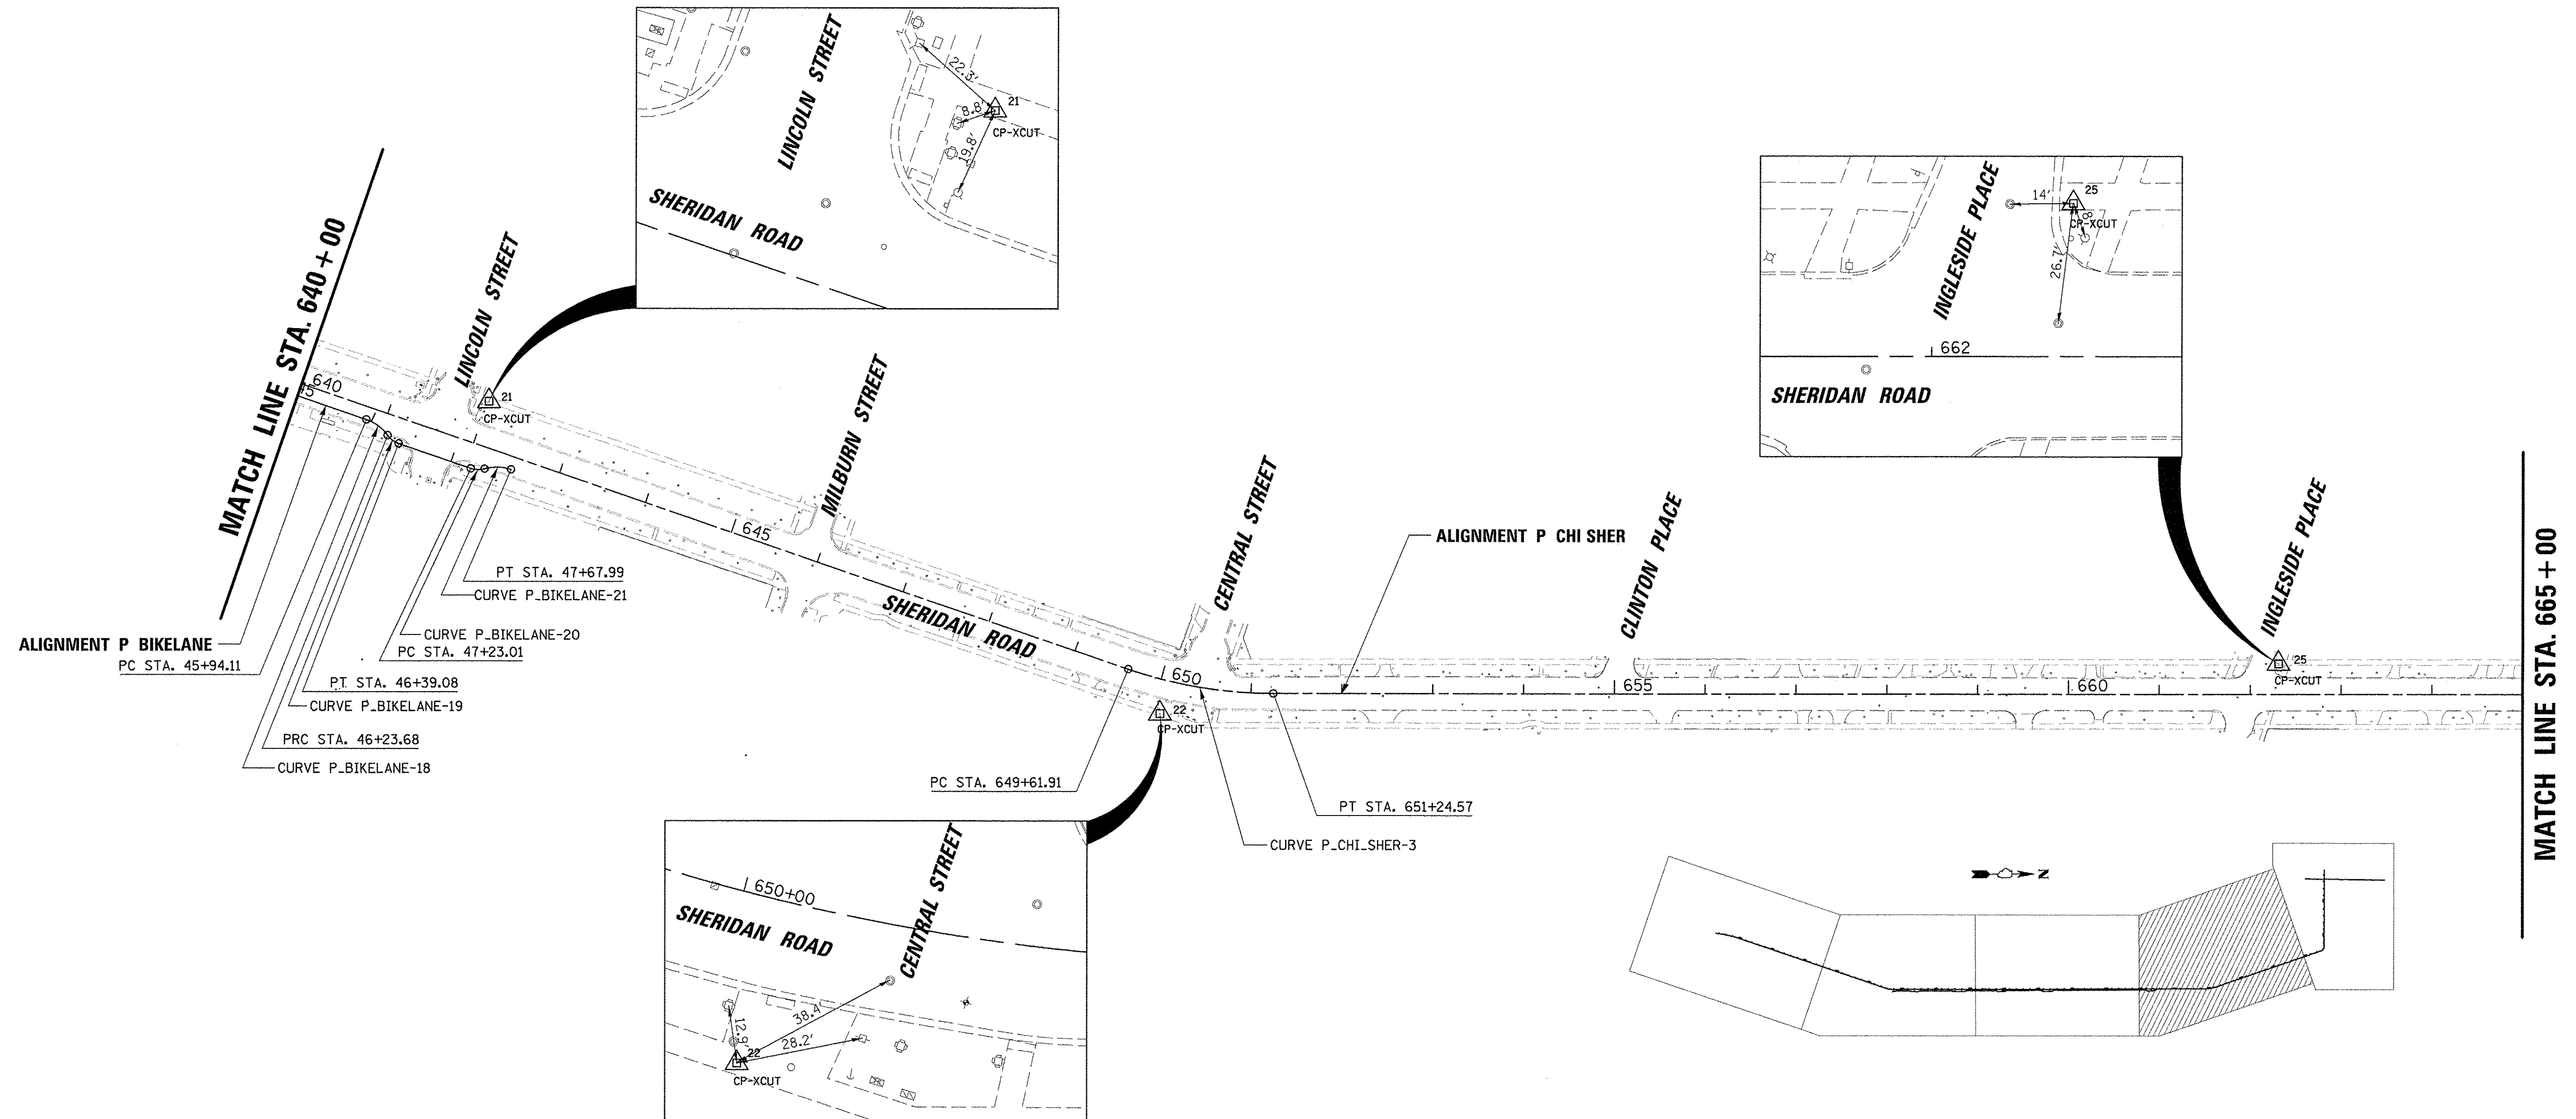 LINCOLN STREET
22.3'
21
8.8'
CP-XCUT
19.8'
SHERIDAN ROAD
INGLESIDE PLACE
14'
25
8'
CP-XCUT
26.7'
662
SHERIDAN ROAD
MATCH LINE STA. 640+00
640
LINCOLN STREET
21
CP-XCUT
MILBURN STREET
645
SHERIDAN ROAD
CENTRAL STREET
650
22
CP-XCUT
ALIGNMENT P CHI SHER
CLINTON PLACE
655
INGLESIDE PLACE
660
25
CP-XCUT
MATCH LINE STA. 665+00
PT STA. 47+67.99
CURVE P_BIKELANE-21
CURVE P_BIKELANE-20
PC STA. 47+23.01
ALIGNMENT P BIKELANE
PC STA. 45+94.11
PT STA. 46+39.08
CURVE P_BIKELANE-19
PRC STA. 46+23.68
CURVE P_BIKELANE-18
PC STA. 649+61.91
PT STA. 651+24.57
CURVE P_CHI_SHER-3
650+00
SHERIDAN ROAD
CENTRAL STREET
12.9'
38.4'
28.2'
22
CP-XCUT
N